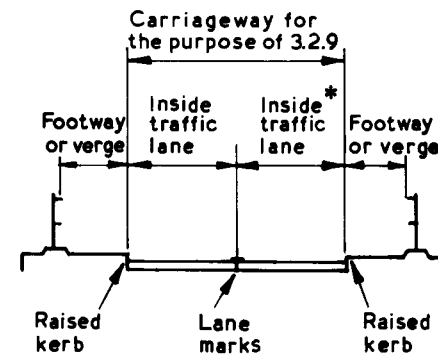 Carriageway for
the purpose of 3.2.9
Footway
or verge
Inside
traffic
lane
Inside*
traffic
lane
Footway
or verge
Raised
kerb
Lane
marks
Raised
kerb